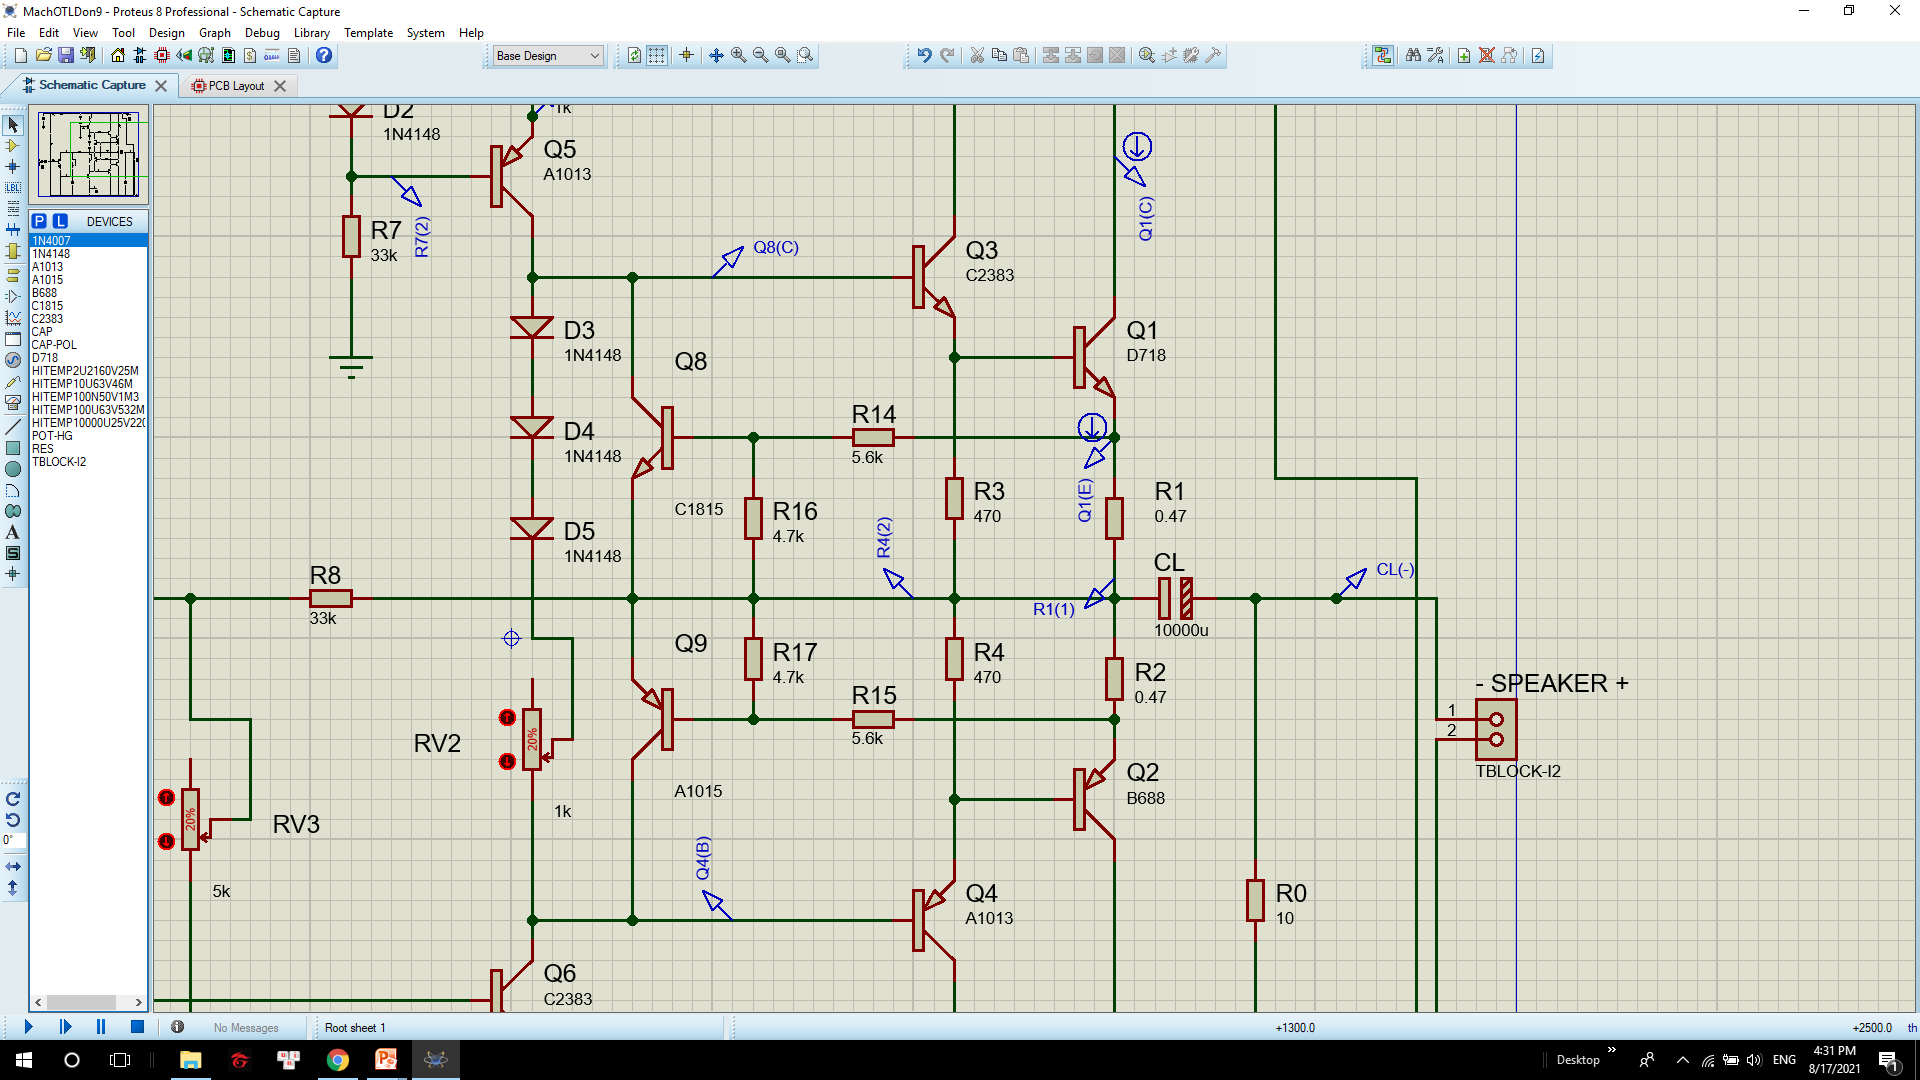 MachOTLDon9 - Proteus 8 Professional - Schematic Capture
File Edit View Tool Design Graph Debug Library Template System Help
Base Design
Schematic Capture
PCB Layout
P L DEVICES
1N4007
1N4148
A1013
A1015
B688
C1815
C2383
CAP
CAP-POL
D718
HITEMP2U2160V25M
HITEMP10U63V46M
HITEMP100N50V1M3
HITEMP100U63V532M
HITEMP10000U25V220
POT-HG
RES
TBLOCK-I2
LBL
A
S
0°
D2
1N4148
1k
Q5
A1013
R7
33k
R7(2)
Q8(C)
Q1(C)
Q3
C2383
D3
1N4148
Q8
Q1
D718
D4
1N4148
R14
5.6k
C1815
Q1(E)
R3
470
R1
0.47
R16
4.7k
D5
1N4148
R4(2)
R8
33k
CL
10000u
CL(-)
R1(1)
Q9
R17
4.7k
R4
470
R2
0.47
R15
5.6k
- SPEAKER +
1
2
TBLOCK-I2
RV2
20%
1k
A1015
Q2
B688
RV3
20%
5k
Q4(B)
Q4
A1013
R0
10
Q6
C2383
No Messages
Root sheet 1
+1300.0
+2500.0
th
Desktop
ENG
4:31 PM
8/17/2021
1